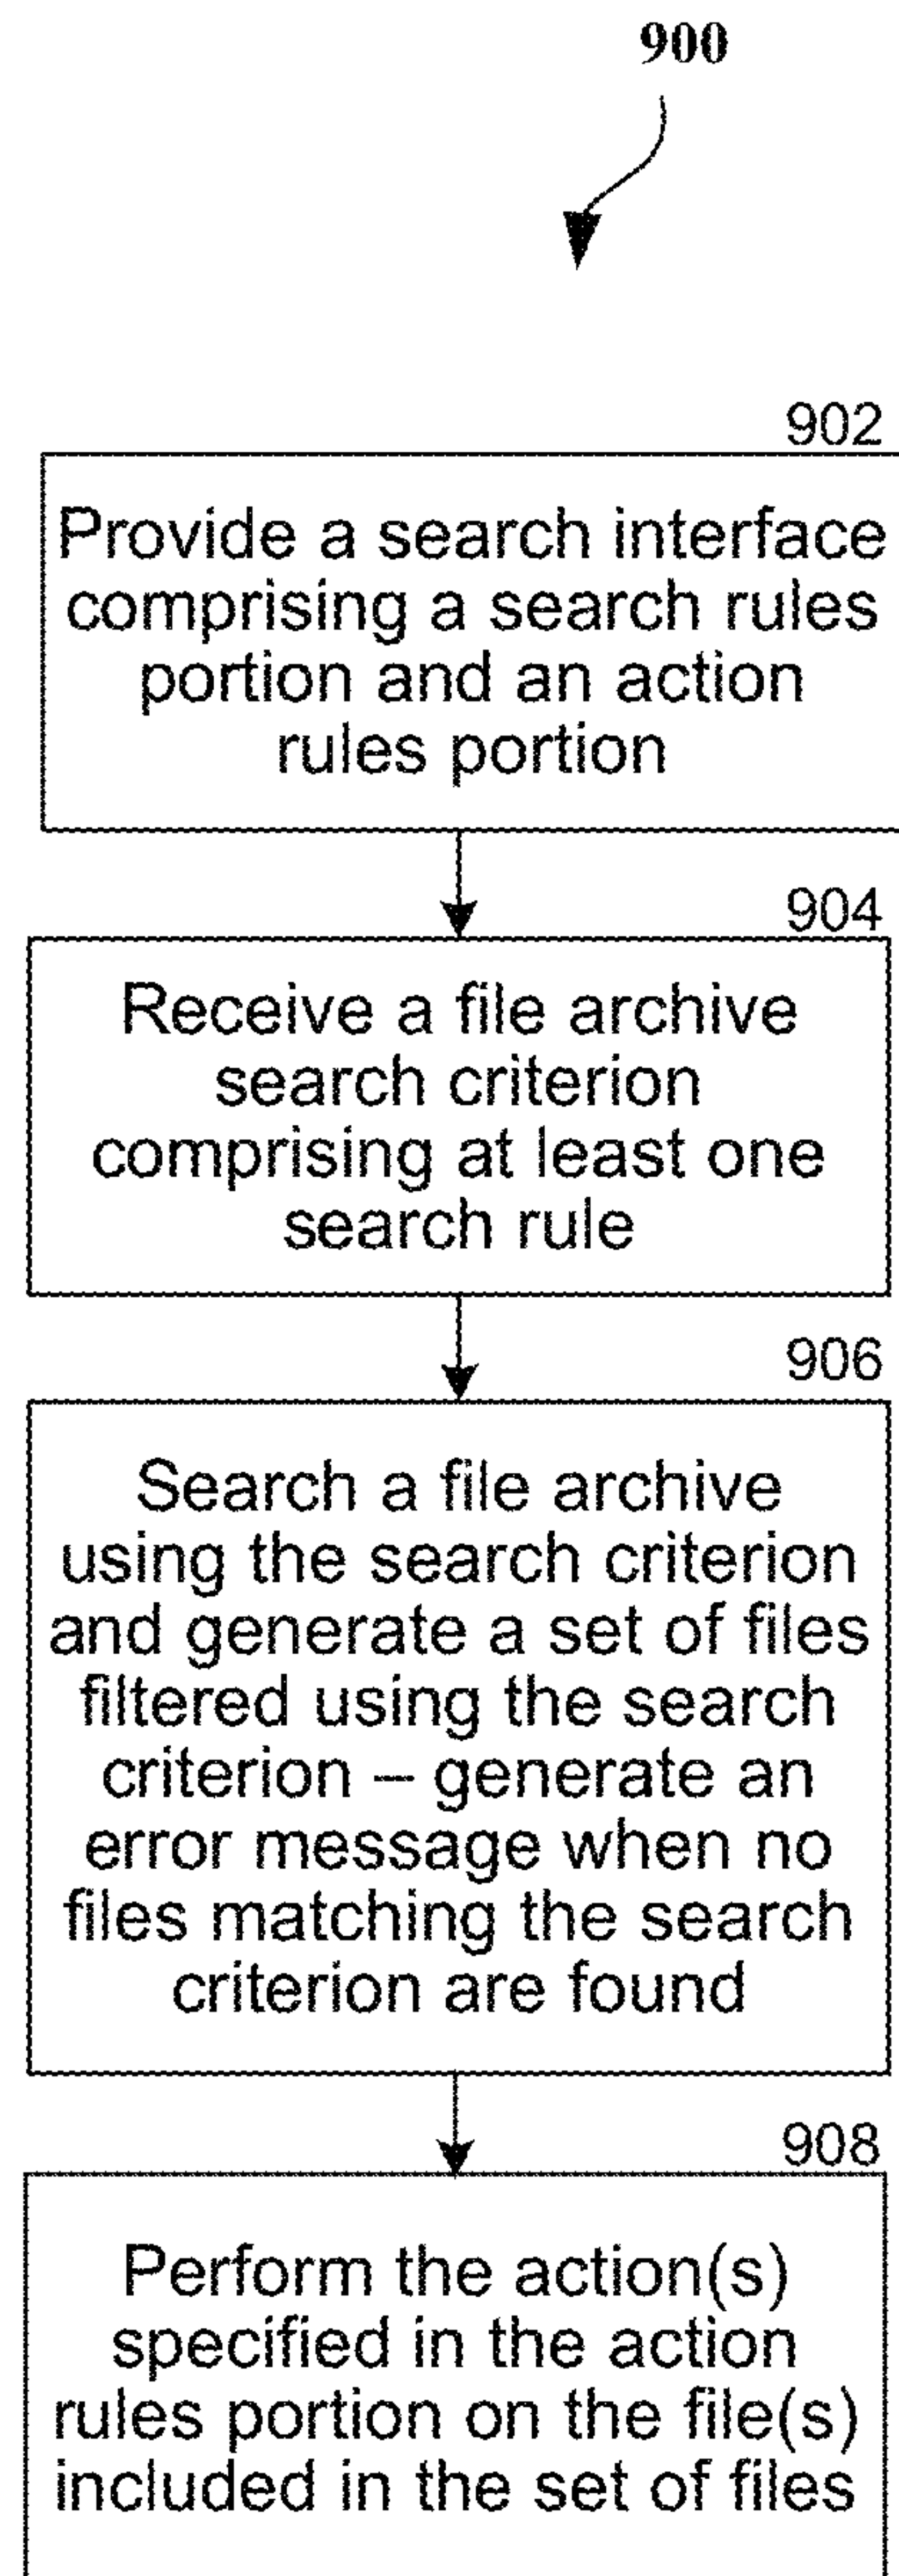 900
902
Provide a search interface
comprising a search rules
portion and an action
rules portion
904
Receive a file archive
search criterion
comprising at least one
search rule
906
Search a file archive
using the search criterion
and generate a set of files
filtered using the search
criterion – generate an
error message when no
files matching the search
criterion are found
908
Perform the action(s)
specified in the action
rules portion on the file(s)
included in the set of files